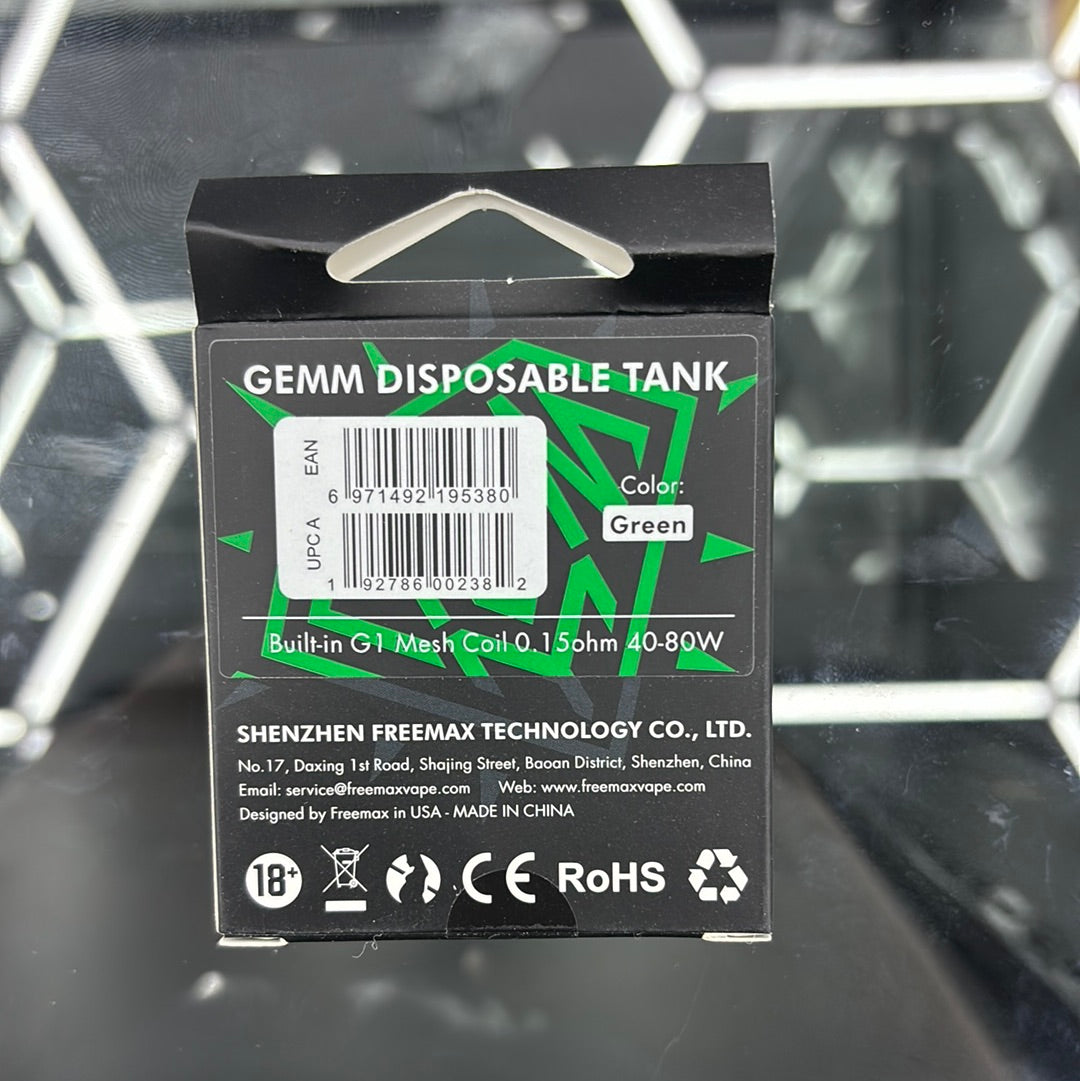 GEMM DISPOSABLE TANK
EAN
6 971492 195380
UPC A
1 92786 00238 2
Color:
Green
Built-in G1 Mesh Coil 0.15ohm 40-80W
SHENZHEN FREEMAX TECHNOLOGY CO., LTD.
No.17, Daxing 1st Road, Shajing Street, Baoan District, Shenzhen, China
Email: service@freemaxvape.com Web: www.freemaxvape.com
Designed by Freemax in USA - MADE IN CHINA
18+ CE RoHS